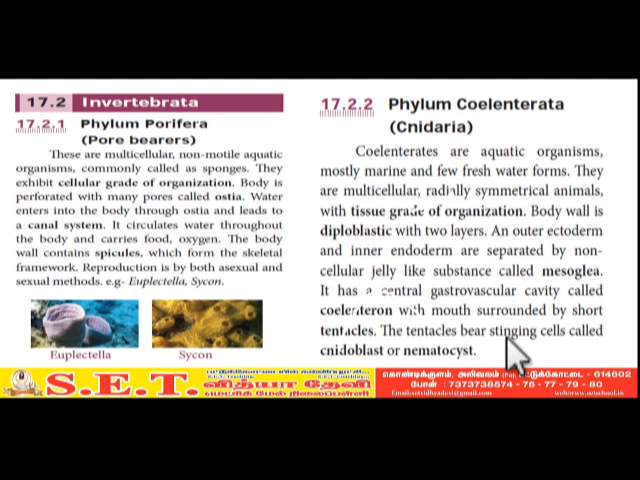 17.2 Invertebrata
17.2.1 Phylum Porifera
(Pore bearers)
These are multicellular, non-motile aquatic
organisms, commonly called as sponges. They
exhibit cellular grade of organization. Body is
perforated with many pores called ostia. Water
enters into the body through ostia and leads to
a canal system. It circulates water throughout
the body and carries food, oxygen. The body
wall contains spicules, which form the skeletal
framework. Reproduction is by both asexual and
sexual methods. e.g- Euplectella, Sycon.
Euplectella
Sycon
17.2.2 Phylum Coelenterata
(Cnidaria)
Coelenterates are aquatic organisms,
mostly marine and few fresh water forms. They
are multicellular, radially symmetrical animals,
with tissue grade of organization. Body wall is
diploblastic with two layers. An outer ectoderm
and inner endoderm are separated by non-
cellular jelly like substance called mesoglea.
It has a central gastrovascular cavity called
coelenteron with mouth surrounded by short
tentacles. The tentacles bear stinging cells called
cnidoblast or nematocyst.
S.E.T. வித்யா தேவி
மெட்ரிக் மேல் நிலைப்பள்ளி
கொண்டிக்குளம், அலிவலம் (Po), பட்டுக்கோட்டை - 614602
போன் : 7373738874 - 75 - 77 - 79 - 80